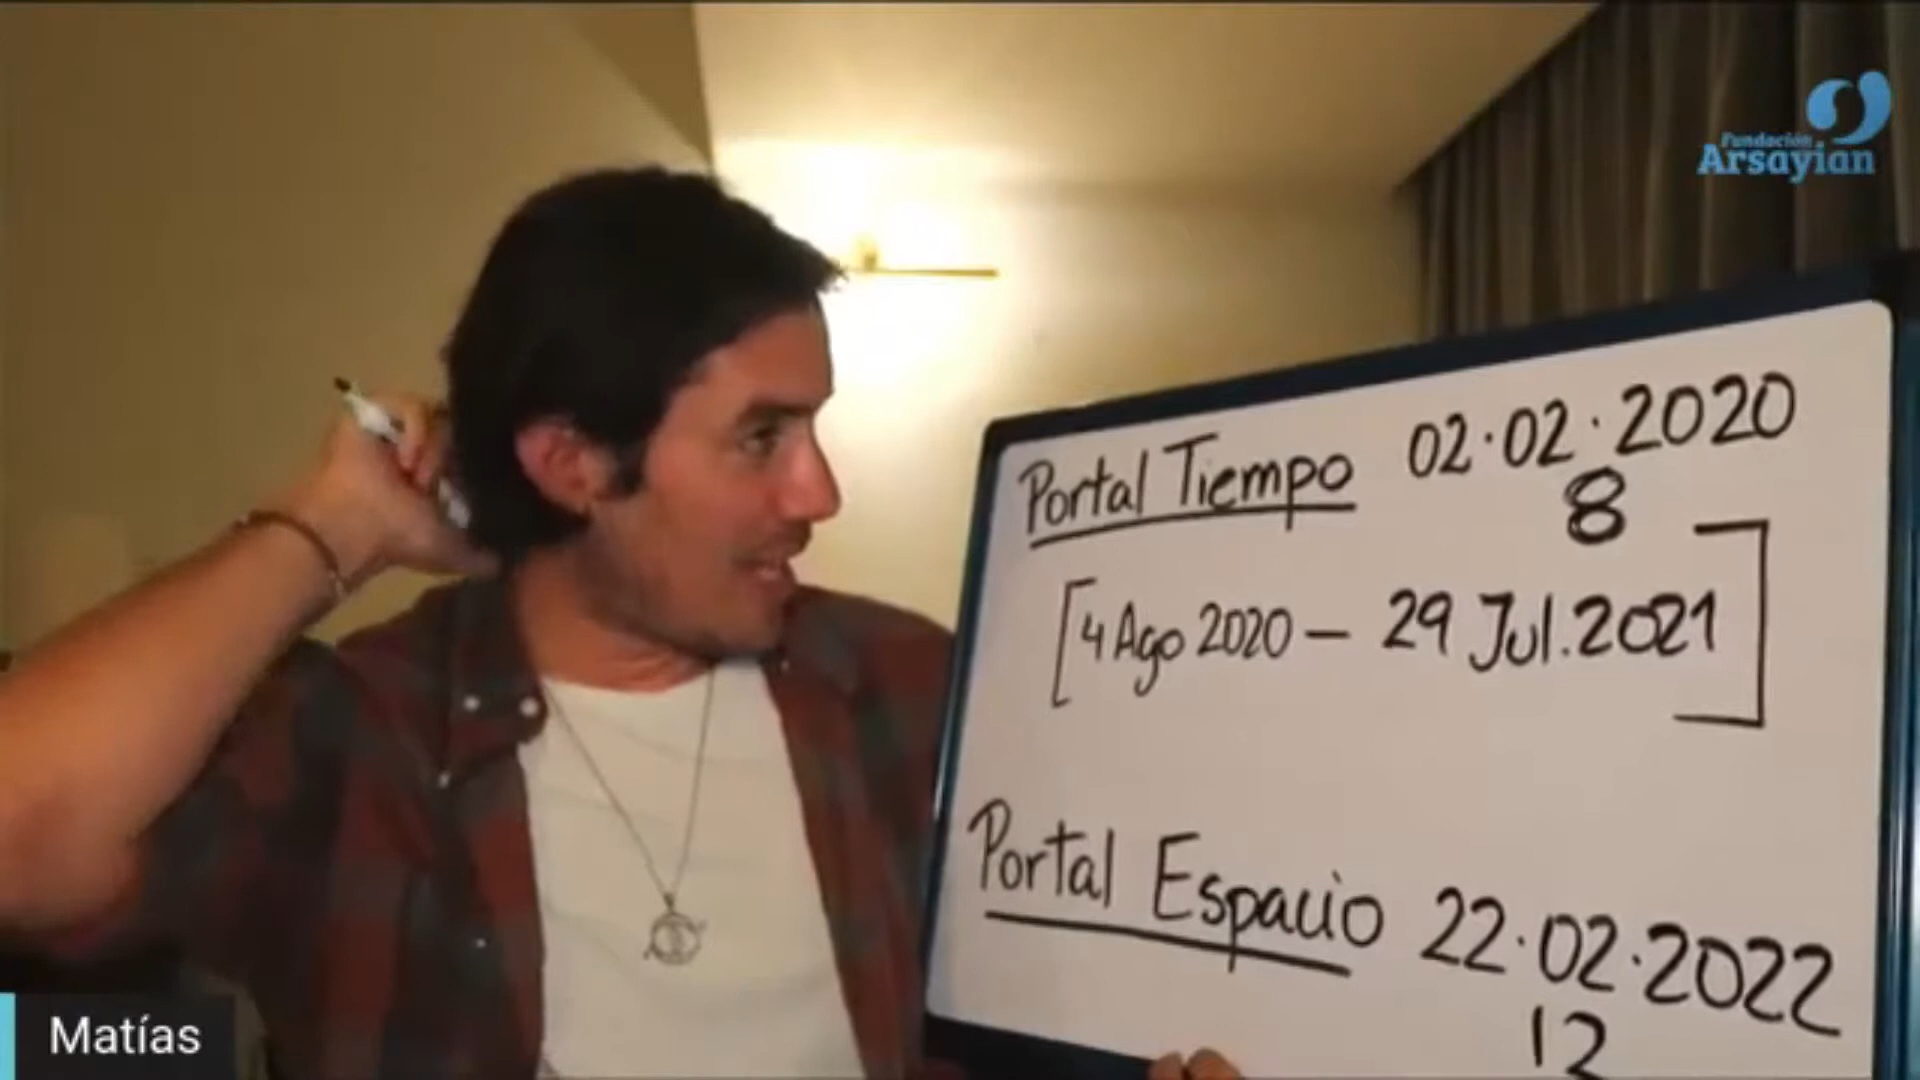 Fundación
Arsayian
Portal Tiempo 02·02·2020
8
[4 Ago 2020 — 29 Jul. 2021]
Portal Espacio 22·02·2022
12
Matías